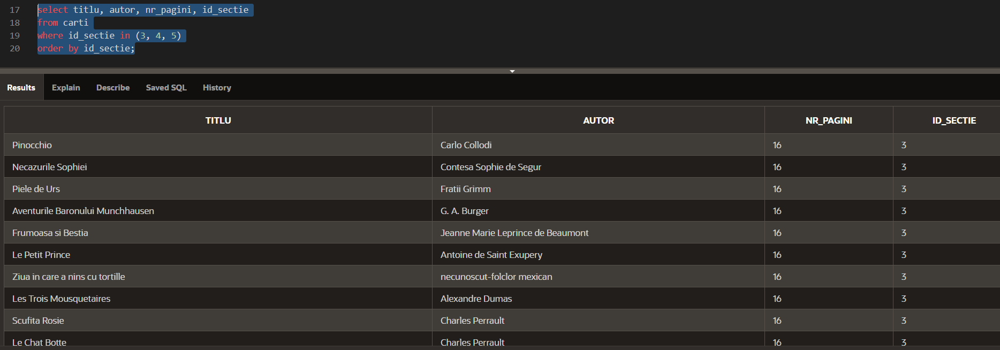 17 select titlu, autor, nr_pagini, id_sectie
18 from carti
19 where id_sectie in (3, 4, 5)
20 order by id_sectie;
Results Explain Describe Saved SQL History
TITLU AUTOR NR_PAGINI ID_SECTIE
Pinocchio Carlo Collodi 16 3
Necazurile Sophiei Contesa Sophie de Segur 16 3
Piele de Urs Fratii Grimm 16 3
Aventurile Baronului Munchhausen G. A. Burger 16 3
Frumoasa si Bestia Jeanne Marie Leprince de Beaumont 16 3
Le Petit Prince Antoine de Saint Exupery 16 3
Ziua in care a nins cu tortille necunoscut-folclor mexican 16 3
Les Trois Mousquetaires Alexandre Dumas 16 3
Scufita Rosie Charles Perrault 16 3
Le Chat Botte Charles Perrault 16 3